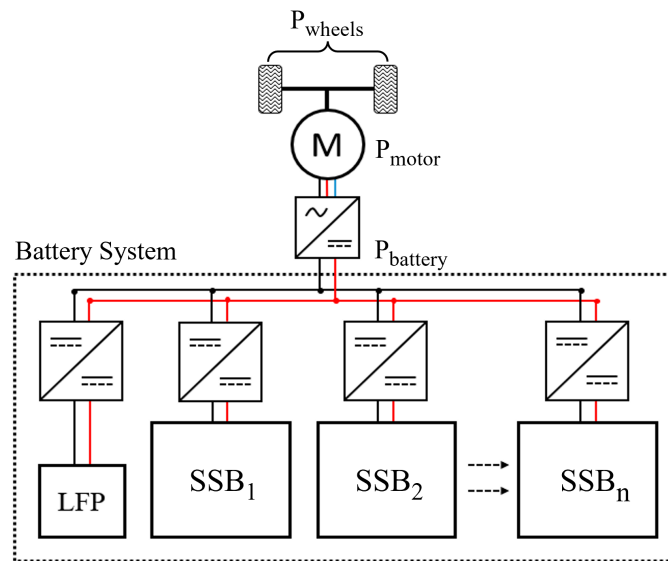 P_wheels
M
P_motor
Battery System
P_battery
LFP
SSB_1
SSB_2
SSB_n